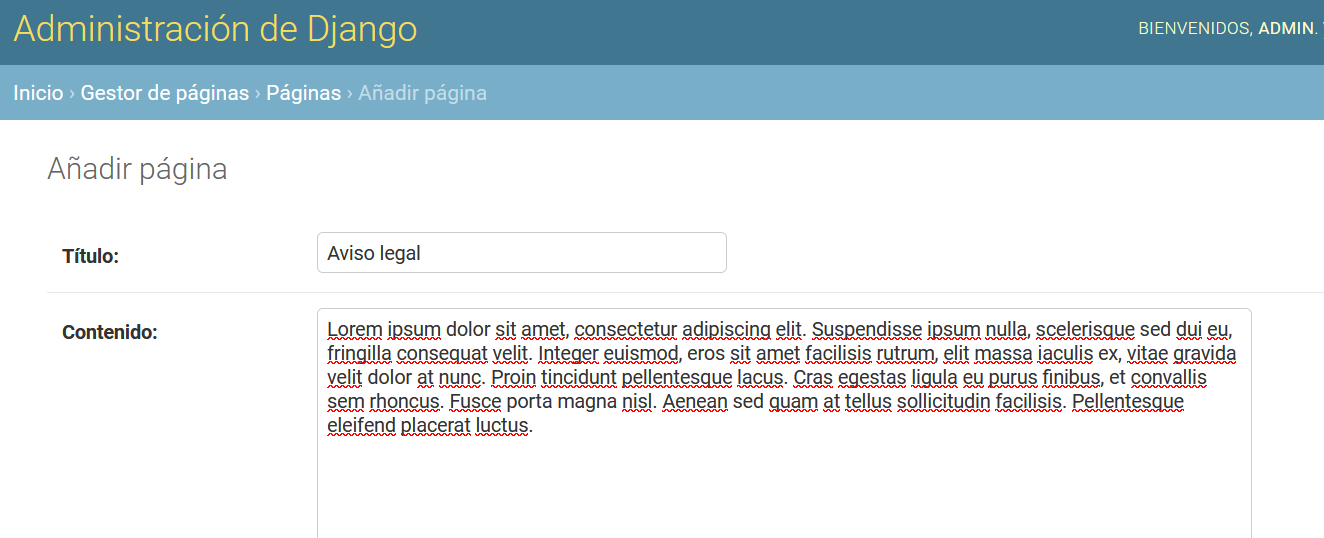 Administración de Django
BIENVENIDOS, ADMIN.
Inicio › Gestor de páginas › Páginas › Añadir página
Añadir página
Título:
Aviso legal
Contenido:
Lorem ipsum dolor sit amet, consectetur adipiscing elit. Suspendisse ipsum nulla, scelerisque sed dui eu,
fringilla consequat velit. Integer euismod, eros sit amet facilisis rutrum, elit massa iaculis ex, vitae gravida
velit dolor at nunc. Proin tincidunt pellentesque lacus. Cras egestas ligula eu purus finibus, et convallis
sem rhoncus. Fusce porta magna nisl. Aenean sed quam at tellus sollicitudin facilisis. Pellentesque
eleifend placerat luctus.